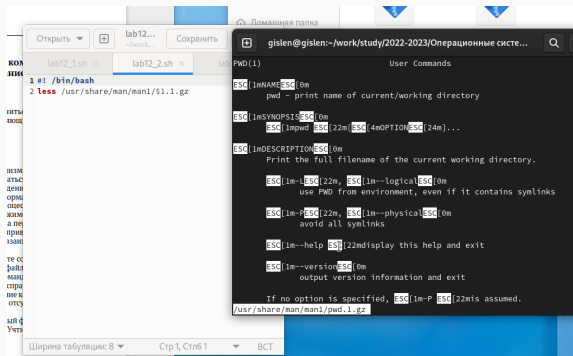 Домашняя папка
Открыть
lab12...
~/work...
Сохранить
lab12_1.sh ×
lab12_2.sh ×
lab
1 #! /bin/bash
2 less /usr/share/man/man1/$1.1.gz
Ширина табуляции: 8
Стр 1, Стлб 1
ВСТ
gislen@gislen:~/work/study/2022-2023/Операционные систе...
PWD(1) User Commands
ESC[1mNAMEESC[0m
pwd - print name of current/working directory
ESC[1mSYNOPSISESC[0m
ESC[1mpwd ESC[22m[ESC[4mOPTIONESC[24m]...
ESC[1mDESCRIPTIONESC[0m
Print the full filename of the current working directory.
ESC[1m-LESC[22m, ESC[1m--logicalESC[0m
use PWD from environment, even if it contains symlinks
ESC[1m-PESC[22m, ESC[1m--physicalESC[0m
avoid all symlinks
ESC[1m--help ESC[22mdisplay this help and exit
ESC[1m--versionESC[0m
output version information and exit
If no option is specified, ESC[1m-P ESC[22mis assumed.
/usr/share/man/man1/pwd.1.gz